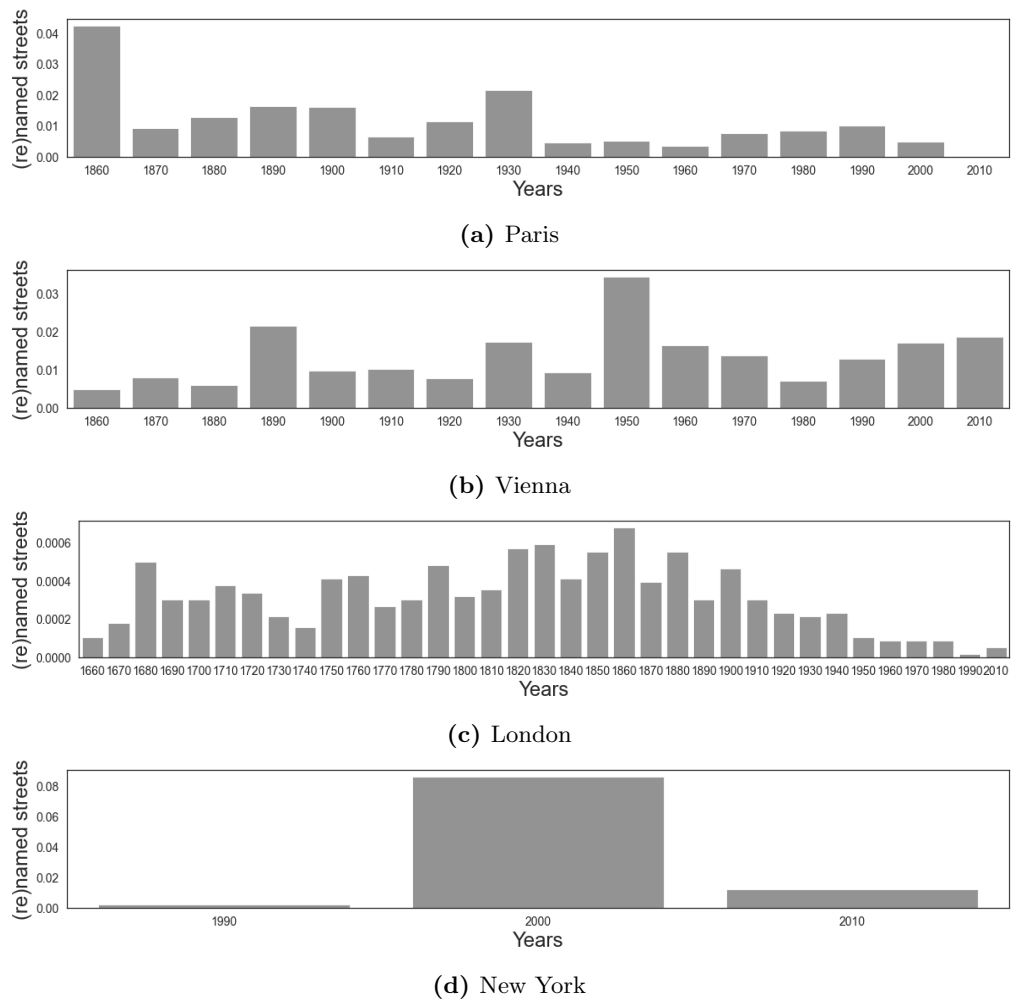 (re)named streets
0.04
0.03
0.02
0.01
0.00
1860 1870 1880 1890 1900 1910 1920 1930 1940 1950 1960 1970 1980 1990 2000 2010
Years
(a) Paris
(re)named streets
0.03
0.02
0.01
0.00
1860 1870 1880 1890 1900 1910 1920 1930 1940 1950 1960 1970 1980 1990 2000 2010
Years
(b) Vienna
(re)named streets
0.0006
0.0004
0.0002
0.0000
1660 1670 1680 1690 1700 1710 1720 1730 1740 1750 1760 1770 1780 1790 1800 1810 1820 1830 1840 1850 1860 1870 1880 1890 1900 1910 1920 1930 1940 1950 1960 1970 1980 1990 2010
Years
(c) London
(re)named streets
0.08
0.06
0.04
0.02
0.00
1990 2000 2010
Years
(d) New York